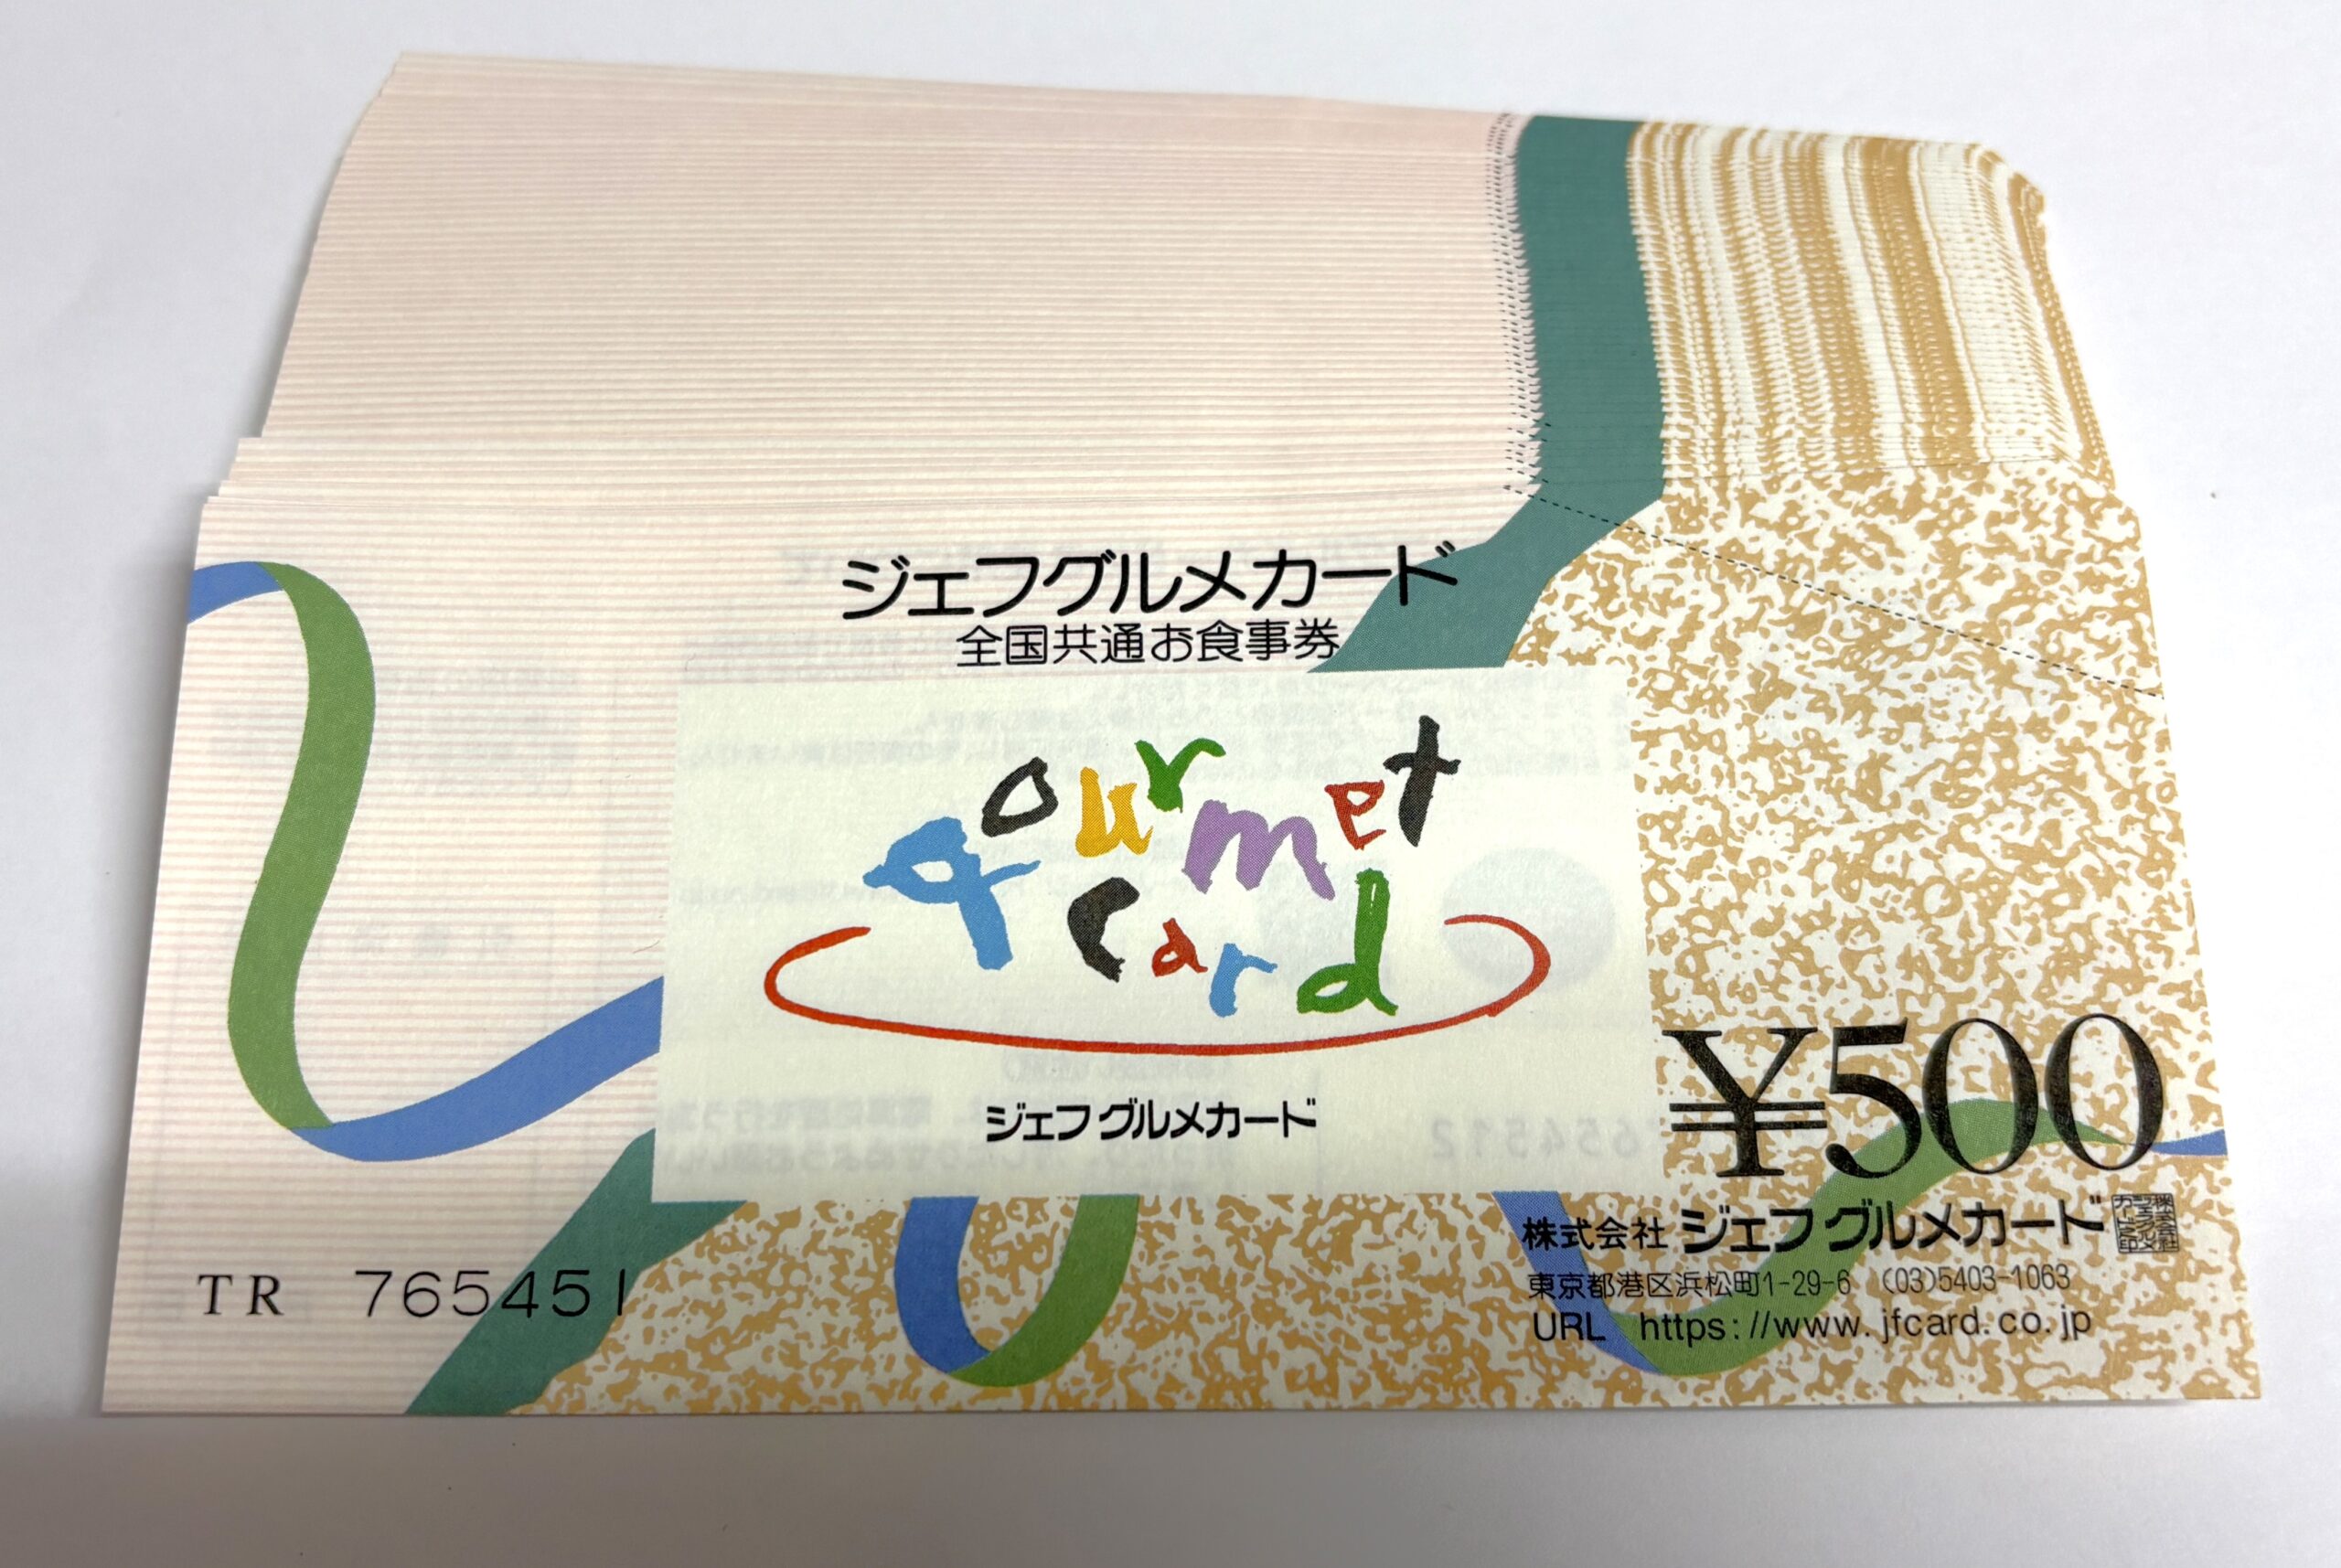 ジェフグルメカード
全国共通お食事券
gourmet
card
ジェフグルメカード
¥500
株式会社 ジェフグルメカード
東京都港区浜松町1-29-6 (03)5403-1063
URL https://www.jfcard.co.jp
TR 765451